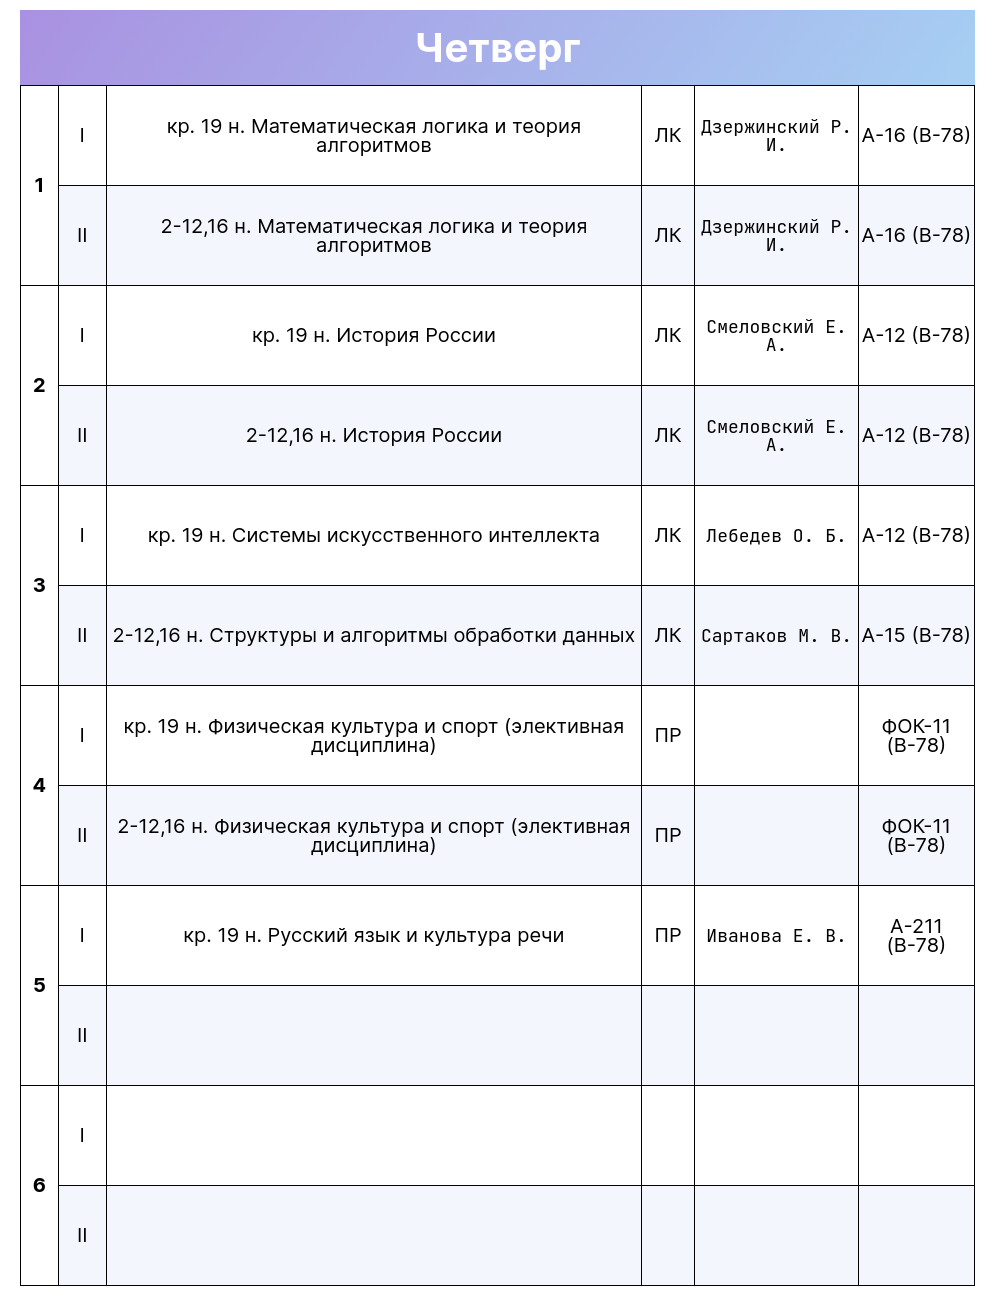 Четверг
1
I
кр. 19 н. Математическая логика и теория
алгоритмов
ЛК
Дзержинский Р.
И.
А-16 (В-78)
II
2-12,16 н. Математическая логика и теория
алгоритмов
ЛК
Дзержинский Р.
И.
А-16 (В-78)
2
I
кр. 19 н. История России
ЛК
Смеловский Е.
А.
А-12 (В-78)
II
2-12,16 н. История России
ЛК
Смеловский Е.
А.
А-12 (В-78)
3
I
кр. 19 н. Системы искусственного интеллекта
ЛК
Лебедев О. Б.
А-12 (В-78)
II
2-12,16 н. Структуры и алгоритмы обработки данных
ЛК
Сартаков М. В.
А-15 (В-78)
4
I
кр. 19 н. Физическая культура и спорт (элективная
дисциплина)
ПР
ФОК-11
(В-78)
II
2-12,16 н. Физическая культура и спорт (элективная
дисциплина)
ПР
ФОК-11
(В-78)
5
I
кр. 19 н. Русский язык и культура речи
ПР
Иванова Е. В.
А-211
(В-78)
II
6
I
II